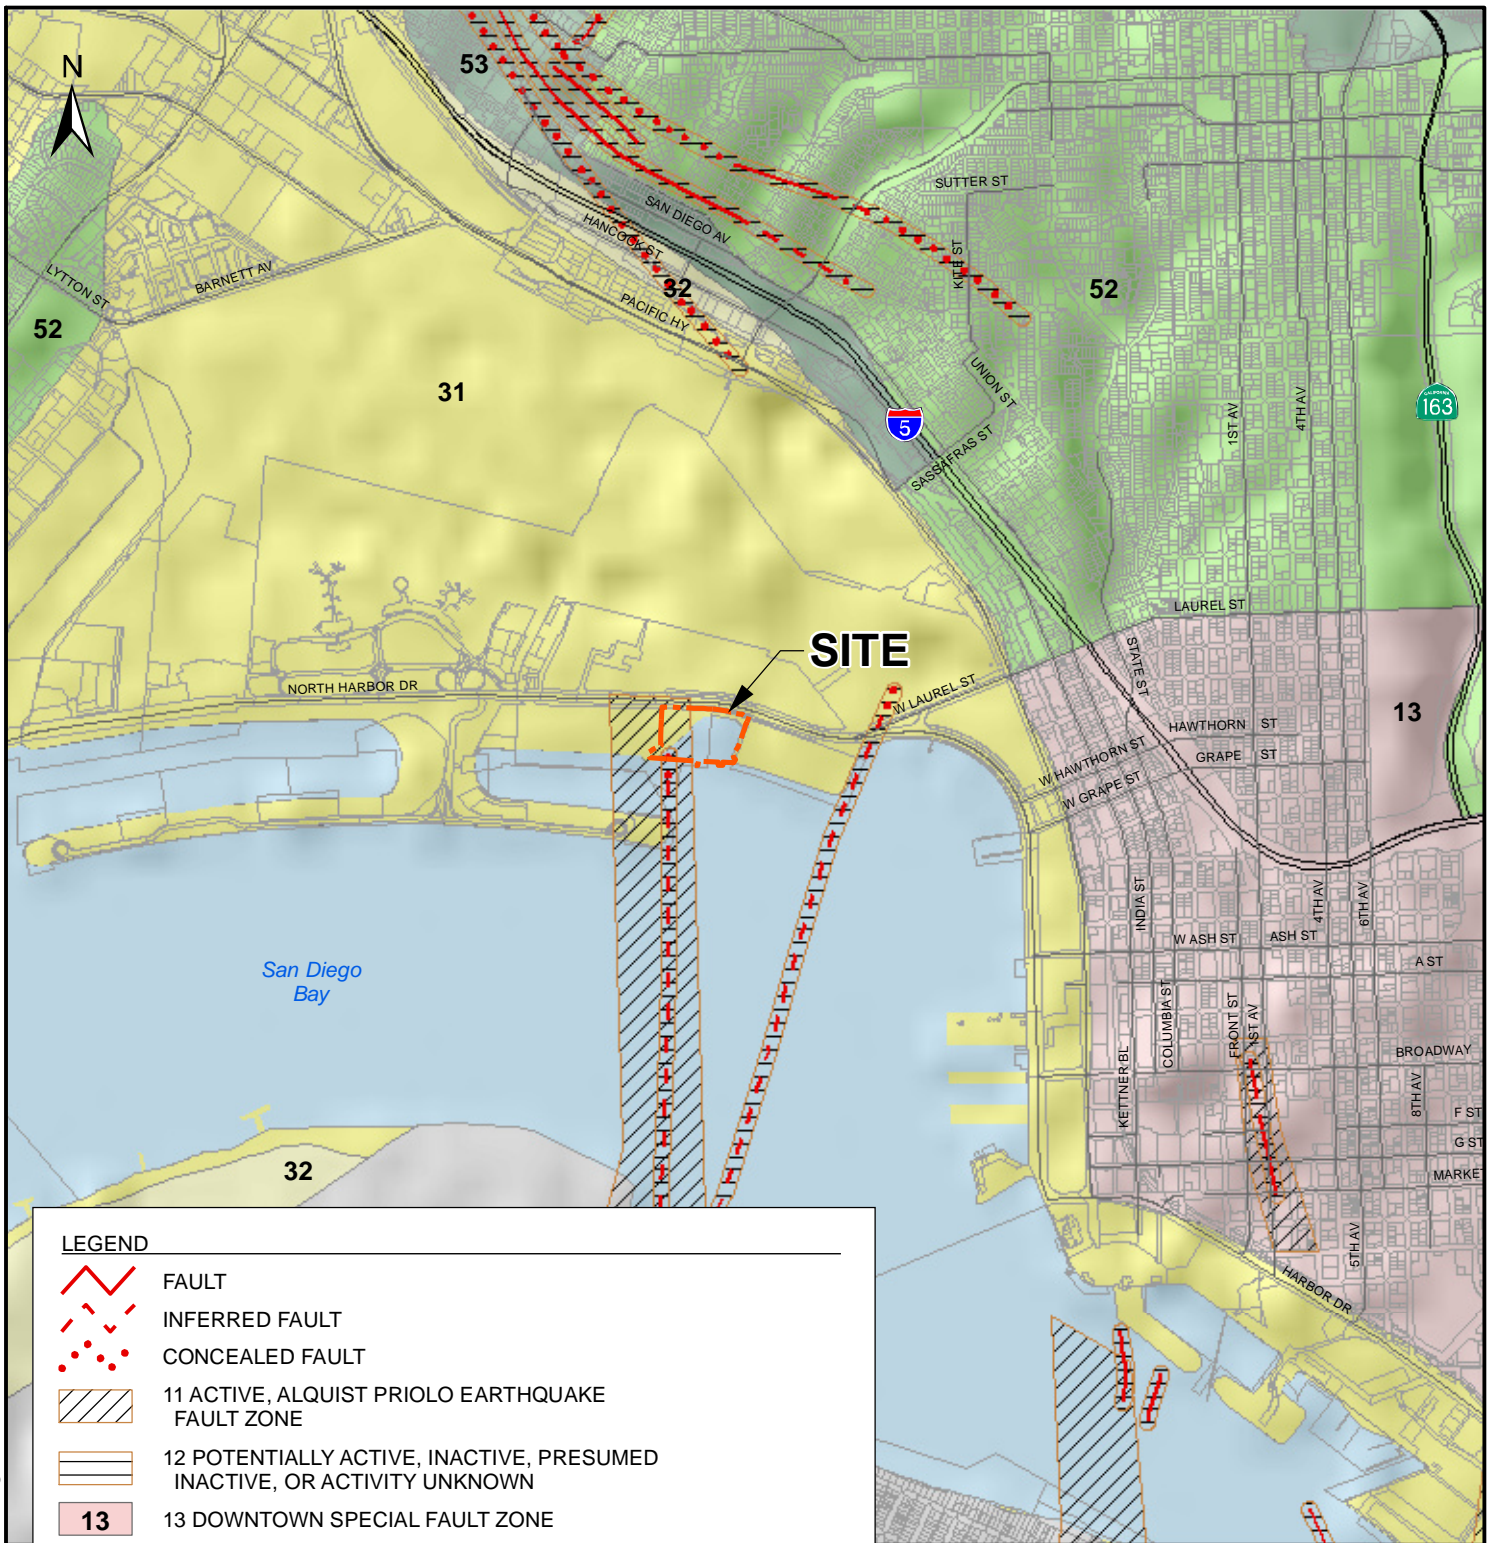 N
53
SUTTER ST
SAN DIEGO AV
HANCOCK ST
KITE ST
LYTTON ST
BARNETT AV
32
52
PACIFIC HY
52
31
UNION ST
1ST AV
4TH AV
CALIFORNIA
163
5
SASSAFRAS ST
LAUREL ST
SITE
STATE ST
NORTH HARBOR DR
W LAUREL ST
13
HAWTHORN ST
W HAWTHORN ST
GRAPE ST
W GRAPE ST
INDIA ST
4TH AV
6TH AV
W ASH ST
ASH ST
A ST
San Diego
Bay
COLUMBIA ST
FRONT ST
1ST AV
BROADWAY
KETTNER BL
8TH AV
F ST
G ST
MARKE
32
5TH AV
HARBOR DR
LEGEND
FAULT
INFERRED FAULT
CONCEALED FAULT
11 ACTIVE, ALQUIST PRIOLO EARTHQUAKE
FAULT ZONE
12 POTENTIALLY ACTIVE, INACTIVE, PRESUMED
INACTIVE, OR ACTIVITY UNKNOWN
13
13 DOWNTOWN SPECIAL FAULT ZONE